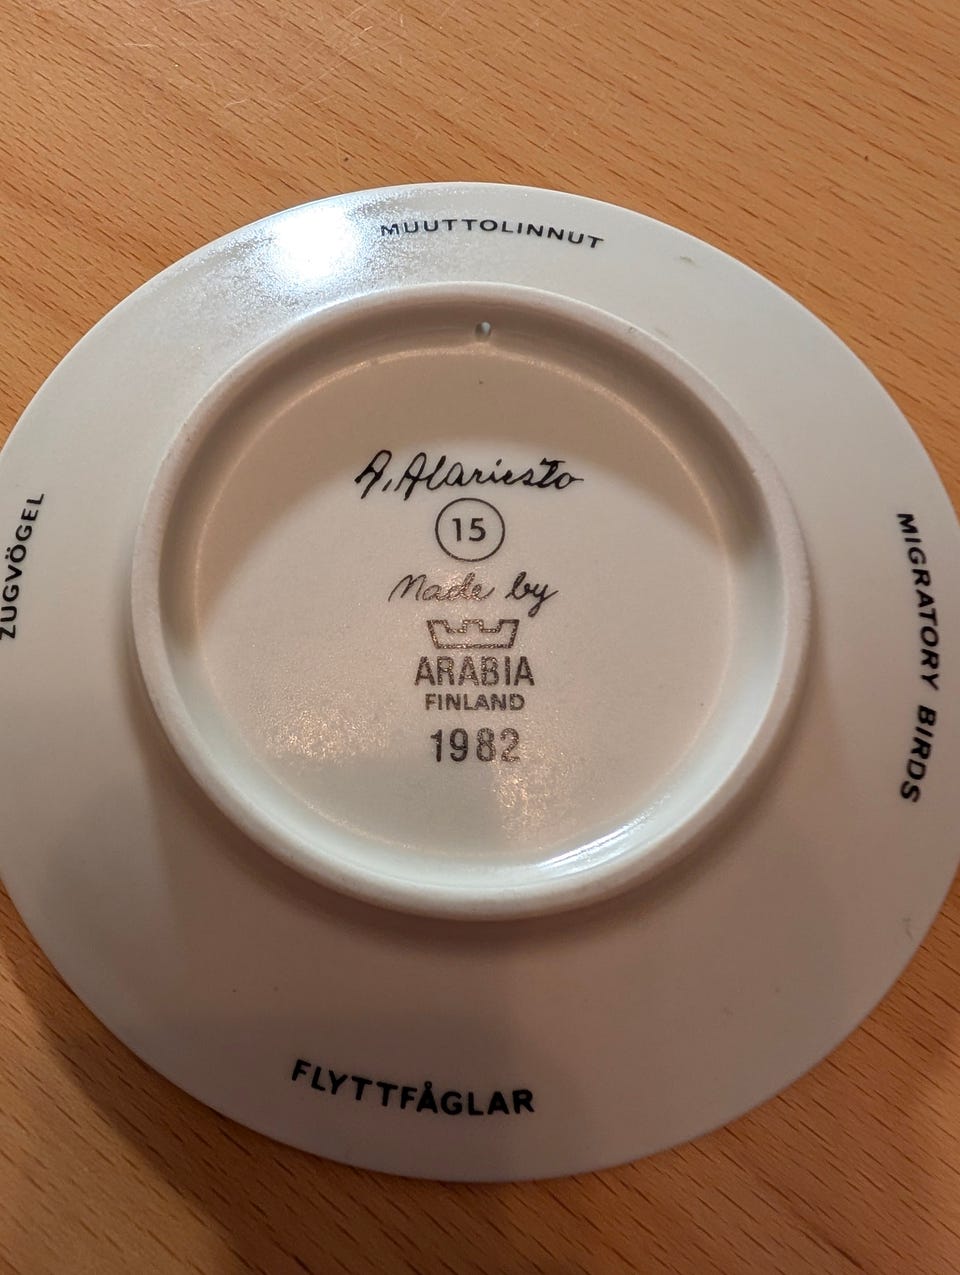 MUUTTOLINNUT
A. Alariesto
15
Made by
ARABIA
FINLAND
1982
MIGRATORY BIRDS
FLYTTFÅGLAR
ZUGVÖGEL